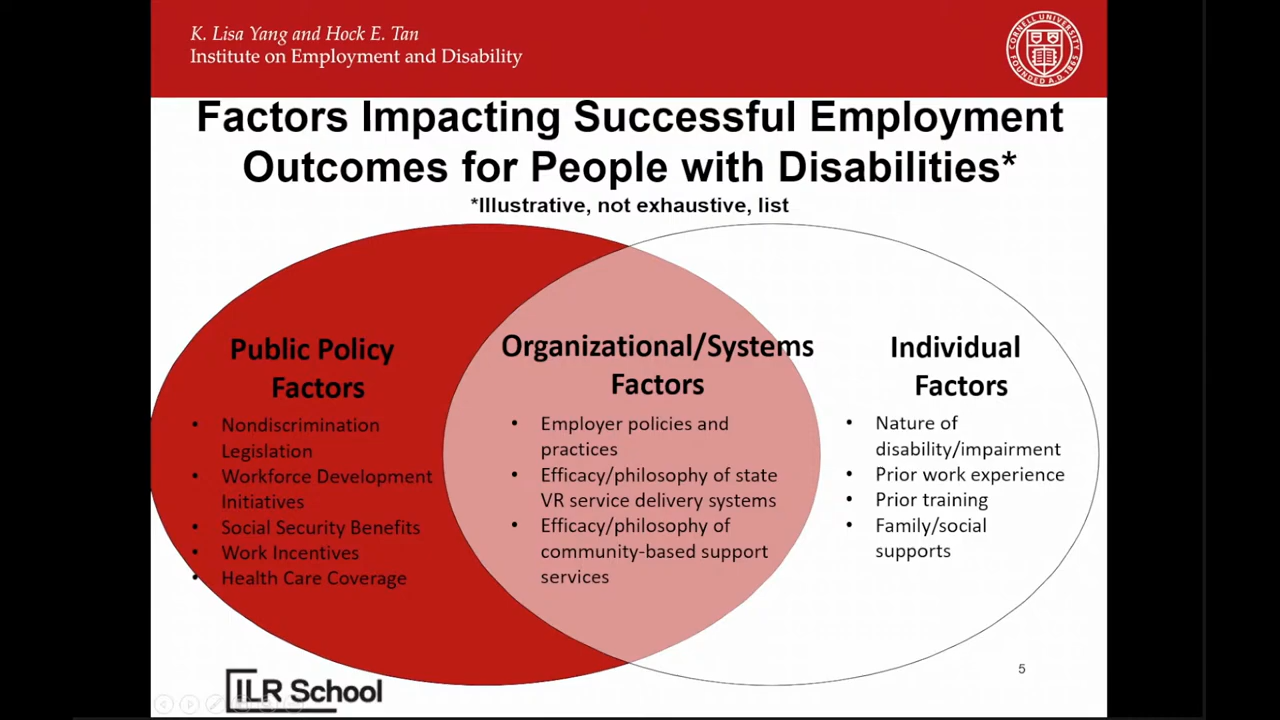 K. Lisa Yang and Hock E. Tan
Institute on Employment and Disability
CORNELL UNIVERSITY
FOUNDED A.D. 1865
Factors Impacting Successful Employment
Outcomes for People with Disabilities*
*Illustrative, not exhaustive, list
Public Policy
Factors
• Nondiscrimination
Legislation
• Workforce Development
Initiatives
• Social Security Benefits
• Work Incentives
• Health Care Coverage
Organizational/Systems
Factors
• Employer policies and
practices
• Efficacy/philosophy of state
VR service delivery systems
• Efficacy/philosophy of
community-based support
services
Individual
Factors
• Nature of
disability/impairment
• Prior work experience
• Prior training
• Family/social
supports
5
ILR School